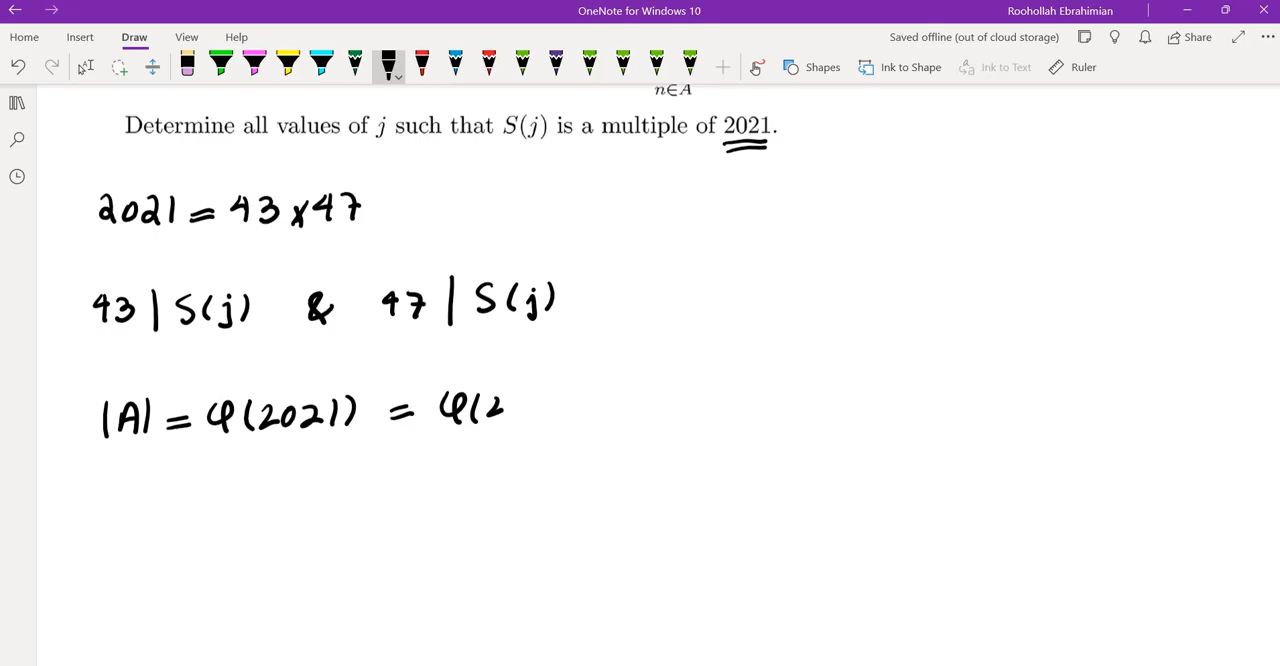 OneNote for Windows 10
Roohollah Ebrahimian
Home Insert Draw View Help
Saved offline (out of cloud storage)
Share
Shapes
Ink to Shape
Ink to Text
Ruler
n∈A
Determine all values of j such that S(j) is a multiple of 2021.
2021 = 43 × 47
43 | S(j) & 47 | S(j)
|A| = φ(2021) = φ(2